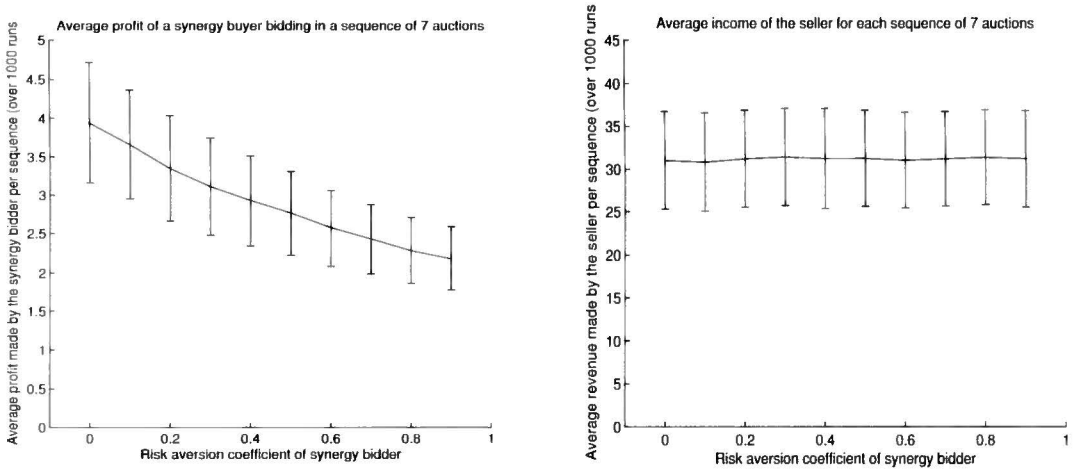 Average profit of a synergy buyer bidding in a sequence of 7 auctions
Average profit made by the synergy bidder per sequence (over 1000 runs
5
4.5
4
3.5
3
2.5
2
1.5
1
0.5
0
0 0.2 0.4 0.6 0.8 1
Risk aversion coefficient of synergy bidder
Average income of the seller for each sequence of 7 auctions
Average revenue made by the seller per sequence (over 1000 runs
45
40
35
30
25
20
15
10
5
0
0 0.2 0.4 0.6 0.8 1
Risk aversion coefficient of synergy bidder